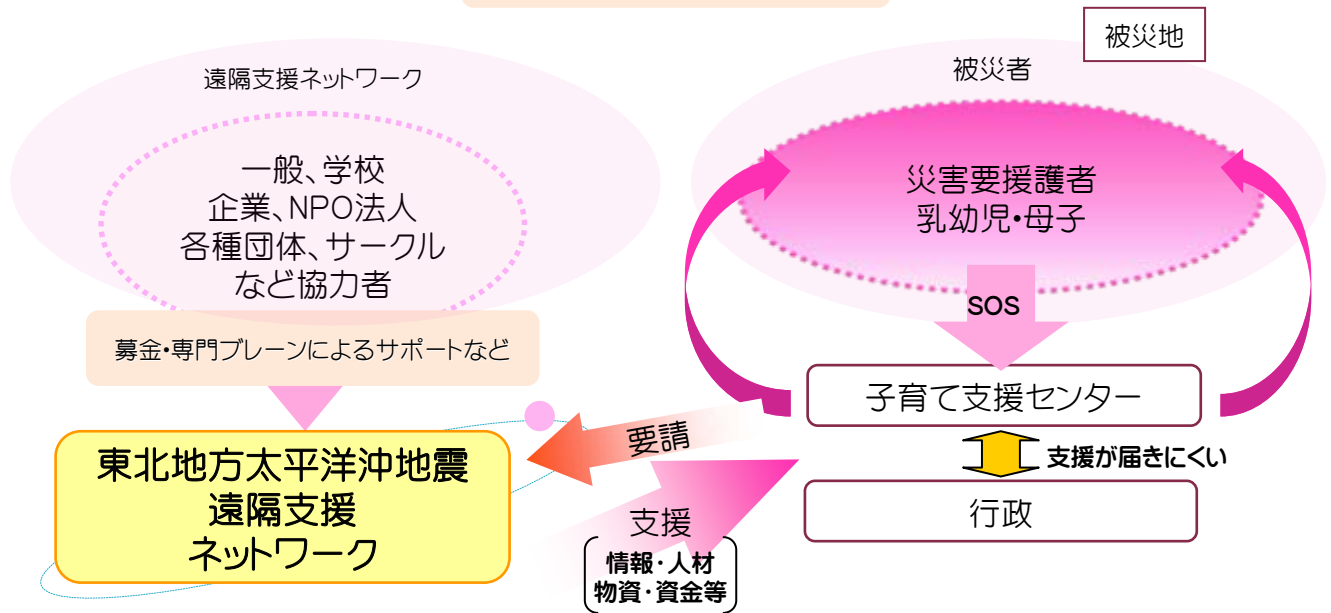 遠隔支援ネットワーク
一般、学校
企業、NPO法人
各種団体、サークル
など協力者
募金・専門ブレーンによるサポートなど
東北地方太平洋沖地震
遠隔支援
ネットワーク
被災地
被災者
災害要援護者
乳幼児・母子
SOS
子育て支援センター
支援が届きにくい
行政
要請
支援
情報・人材
物資・資金等